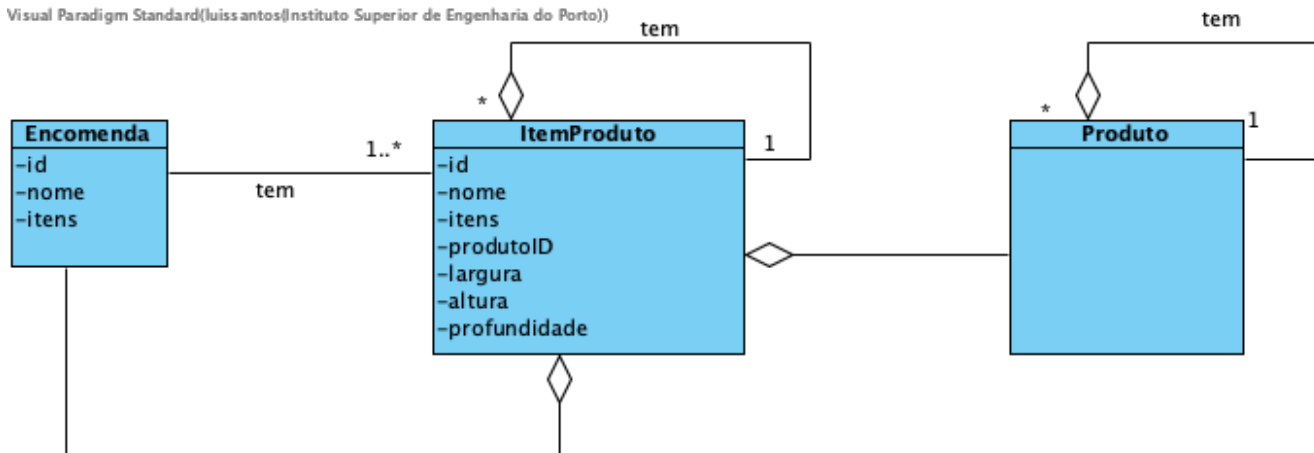 Visual Paradigm Standard(luissantos(Instituto Superior de Engenharia do Porto))
tem
tem
*
*
Encomenda
-id
-nome
-itens
1..*
tem
ItemProduto
-id
-nome
-itens
-produtoID
-largura
-altura
-profundidade
1
Produto
1